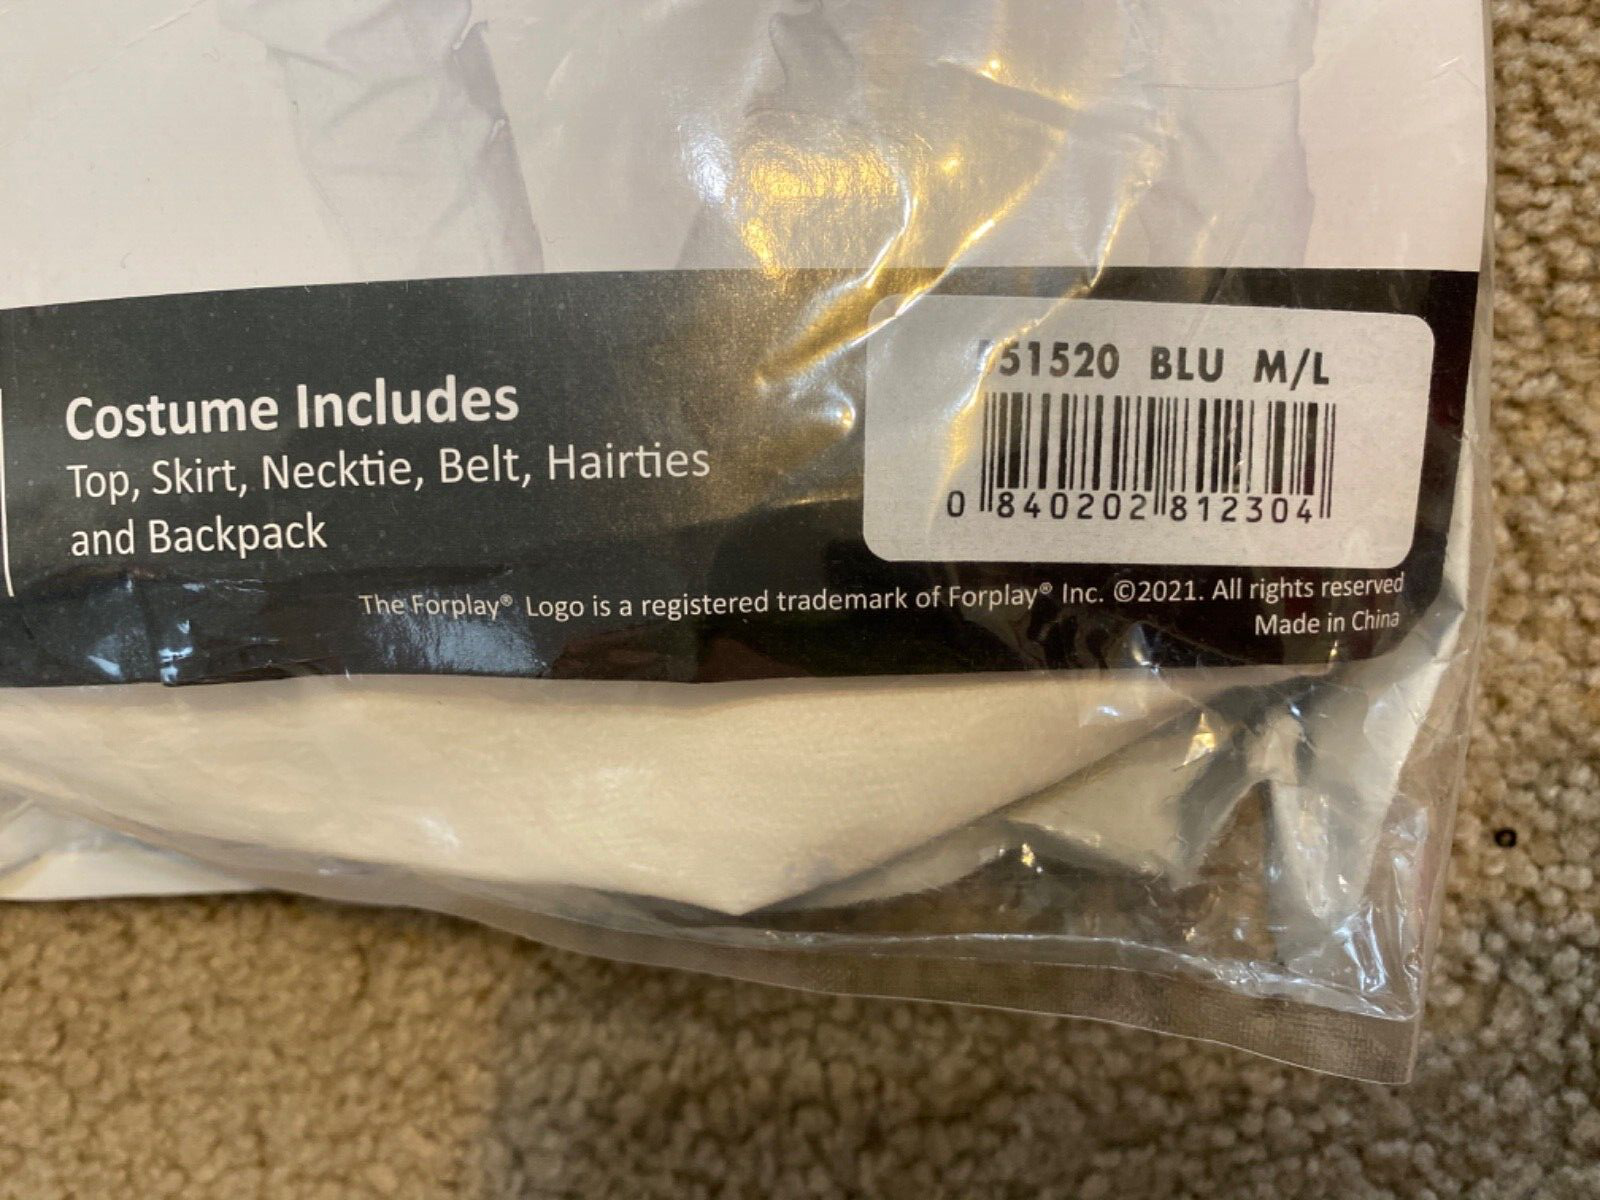 Costume Includes
Top, Skirt, Necktie, Belt, Hairties
and Backpack
BLU M/L
0 840202 812304
The Forplay® Logo is a registered trademark of Forplay® Inc. ©2021. All rights reserved
Made in China